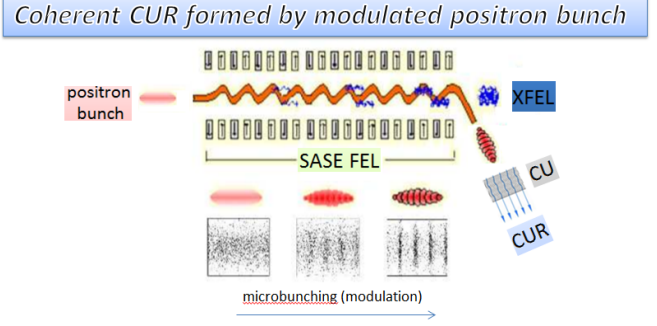 Coherent CUR formed by modulated positron bunch
positron
bunch
XFEL
SASE FEL
CU
CUR
microbunching (modulation)